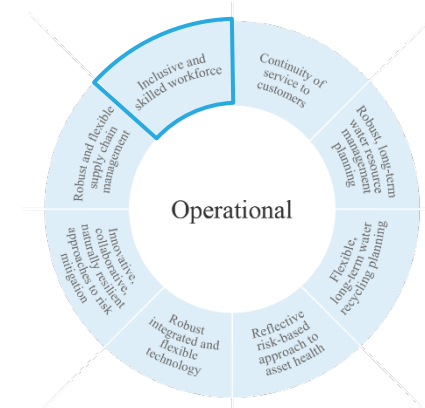 Inclusive and
skilled workforce
Continuity of
service to
customers
Robust, long-term
water resource
management
planning
Flexible,
long-term water
recycling planning
Reflective
risk-based
approach to
asset health
Robust
integrated and
flexible
technology
Innovative,
collaborative,
naturally resilient
approaches to risk
mitigation
Robust and flexible
supply chain
management
Operational